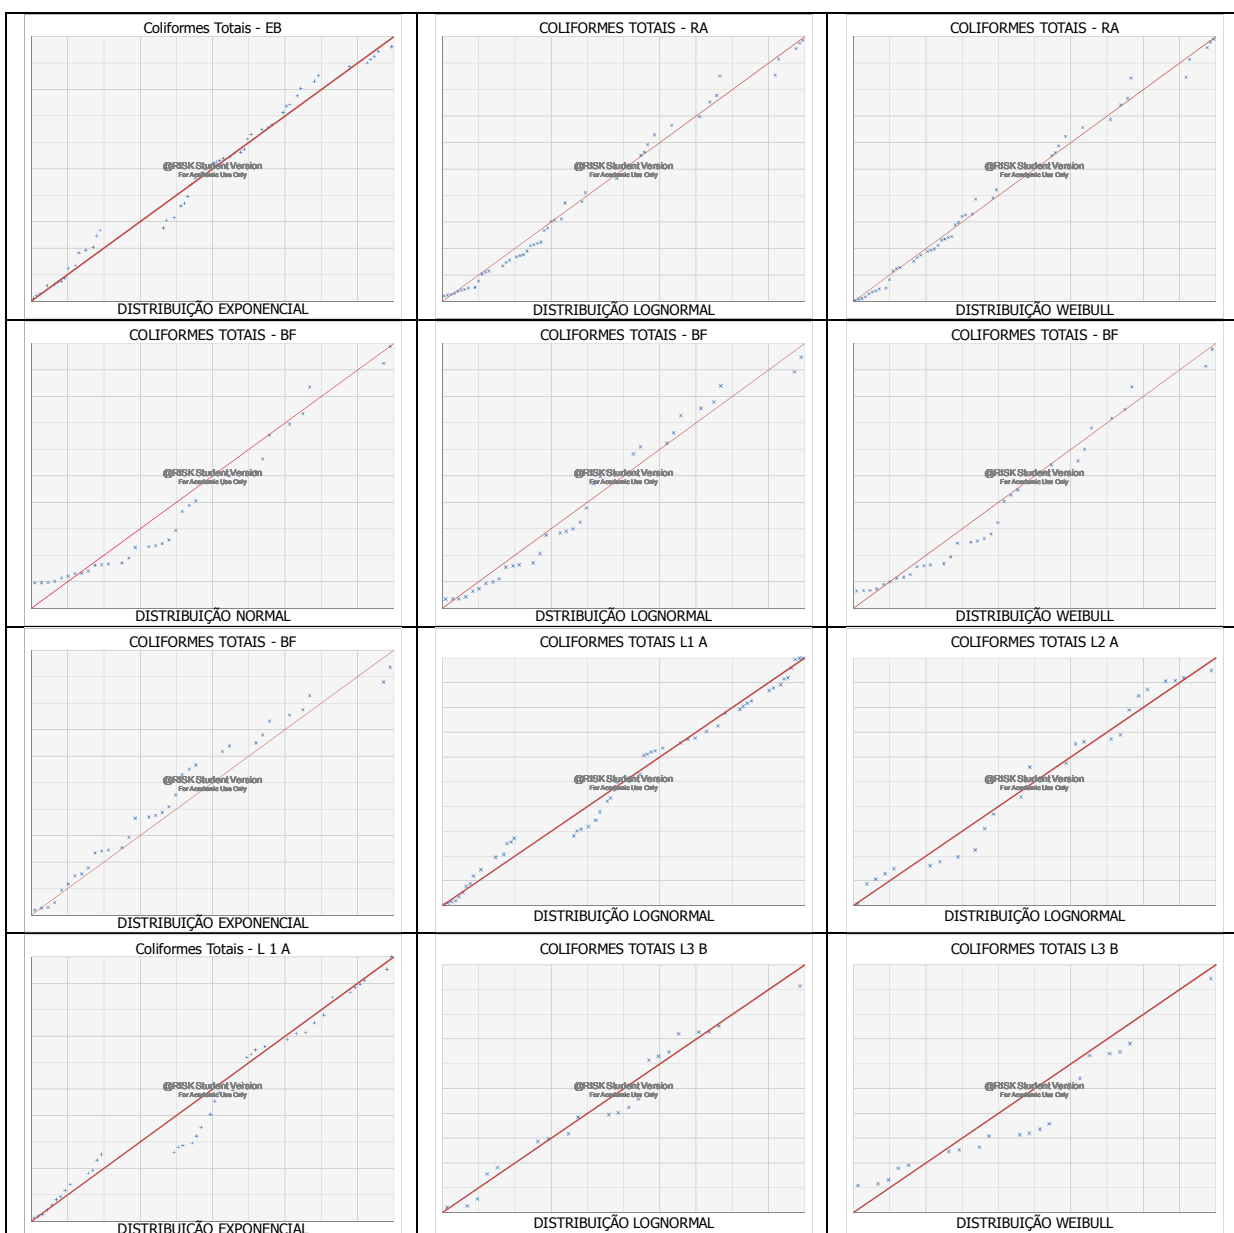 Coliformes Totais - EB
@RISK Student Version
For Academic Use Only
DISTRIBUIÇÃO EXPONENCIAL
COLIFORMES TOTAIS - RA
@RISK Student Version
For Academic Use Only
DISTRIBUIÇÃO LOGNORMAL
COLIFORMES TOTAIS - RA
@RISK Student Version
For Academic Use Only
DISTRIBUIÇÃO WEIBULL
COLIFORMES TOTAIS - BF
@RISK Student Version
For Academic Use Only
DISTRIBUIÇÃO NORMAL
COLIFORMES TOTAIS - BF
@RISK Student Version
For Academic Use Only
DSTRIBUIÇÃO LOGNORMAL
COLIFORMES TOTAIS - BF
@RISK Student Version
For Academic Use Only
DISTRIBUIÇÃO WEIBULL
COLIFORMES TOTAIS - BF
@RISK Student Version
For Academic Use Only
DISTRIBUIÇÃO EXPONENCIAL
COLIFORMES TOTAIS L1 A
@RISK Student Version
For Academic Use Only
DISTRIBUIÇÃO LOGNORMAL
COLIFORMES TOTAIS L2 A
@RISK Student Version
For Academic Use Only
DISTRIBUIÇÃO LOGNORMAL
Coliformes Totais - L 1 A
@RISK Student Version
For Academic Use Only
DISTRIBUIÇÃO EXPONENCIAL
COLIFORMES TOTAIS L3 B
@RISK Student Version
For Academic Use Only
DISTRIBUIÇÃO LOGNORMAL
COLIFORMES TOTAIS L3 B
@RISK Student Version
For Academic Use Only
DISTRIBUIÇÃO WEIBULL